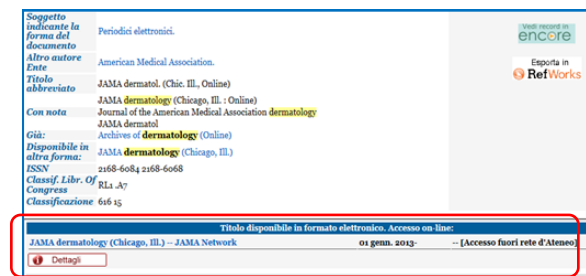 Soggetto
indicante la
forma del
documento
Periodici elettronici.
Vedi record in
encore
Altro autore
Ente
American Medical Association.
Esporta in
RefWorks
Titolo
abbreviato
JAMA dermatol. (Chic. Ill., Online)
JAMA dermatology (Chicago, Ill. : Online)
Con nota
Journal of the American Medical Association dermatology
JAMA dermatol
Già:
Archives of dermatology (Online)
Disponibile in
altra forma:
JAMA dermatology (Chicago, Ill.)
ISSN
2168-6084 2168-6068
Classif. Libr. Of
Congress
RL1 .A7
Classificazione
616 15
Titolo disponibile in formato elettronico. Accesso on-line:
JAMA dermatology (Chicago, Ill.) -- JAMA Network
01 genn. 2013-
-- [Accesso fuori rete d'Ateneo]
Dettagli